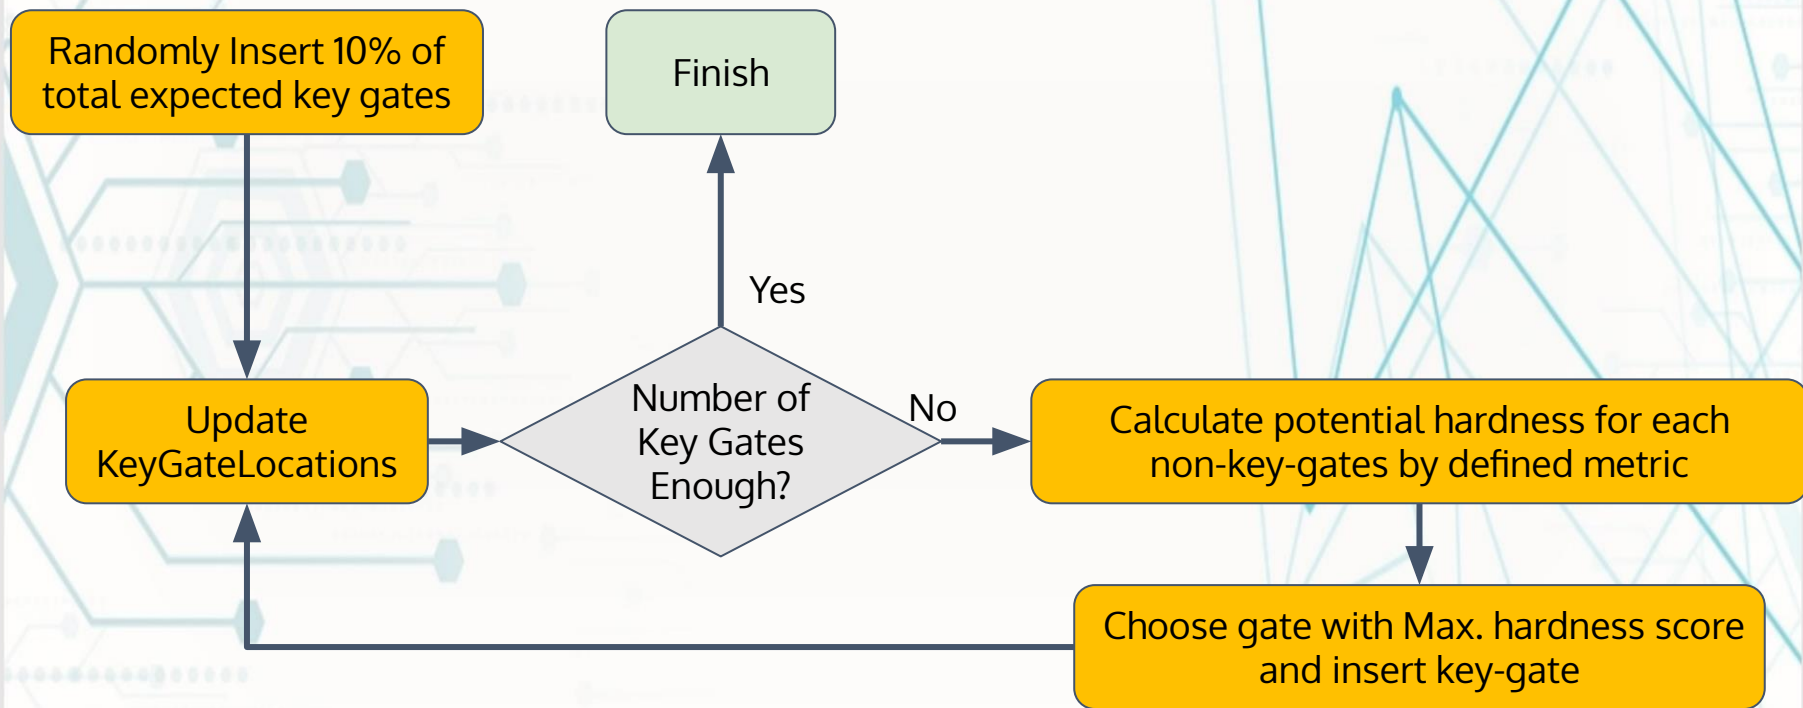 Randomly Insert 10% of
total expected key gates
Finish
Yes
Update
KeyGateLocations
Number of
Key Gates
Enough?
No
Calculate potential hardness for each
non-key-gates by defined metric
Choose gate with Max. hardness score
and insert key-gate